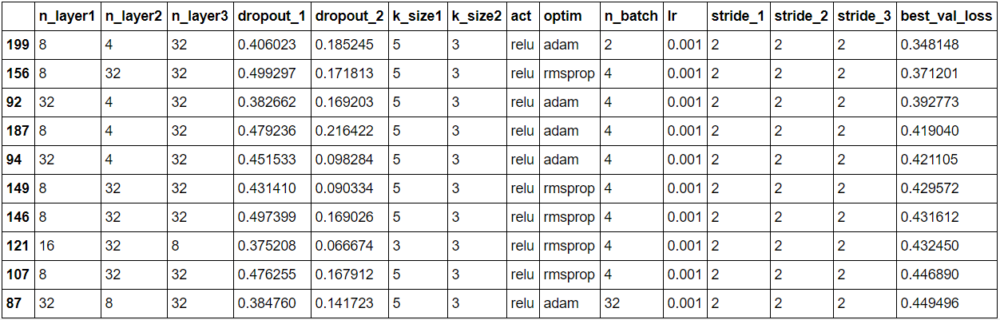 n_layer1 n_layer2 n_layer3 dropout_1 dropout_2 k_size1 k_size2 act optim n_batch lr stride_1 stride_2 stride_3 best_val_loss
199 8 4 32 0.406023 0.185245 5 3 relu adam 2 0.001 2 2 2 0.348148
156 8 32 32 0.499297 0.171813 5 3 relu rmsprop 4 0.001 2 2 2 0.371201
92 32 4 32 0.382662 0.169203 5 3 relu adam 4 0.001 2 2 2 0.392773
187 8 4 32 0.479236 0.216422 5 3 relu adam 4 0.001 2 2 2 0.419040
94 32 4 32 0.451533 0.098284 5 3 relu adam 4 0.001 2 2 2 0.421105
149 8 32 32 0.431410 0.090334 5 3 relu rmsprop 4 0.001 2 2 2 0.429572
146 8 32 32 0.497399 0.169026 5 3 relu rmsprop 4 0.001 2 2 2 0.431612
121 16 32 8 0.375208 0.066674 3 3 relu rmsprop 4 0.001 2 2 2 0.432450
107 8 32 32 0.476255 0.167912 5 3 relu rmsprop 4 0.001 2 2 2 0.446890
87 32 8 32 0.384760 0.141723 5 3 relu adam 32 0.001 2 2 2 0.449496